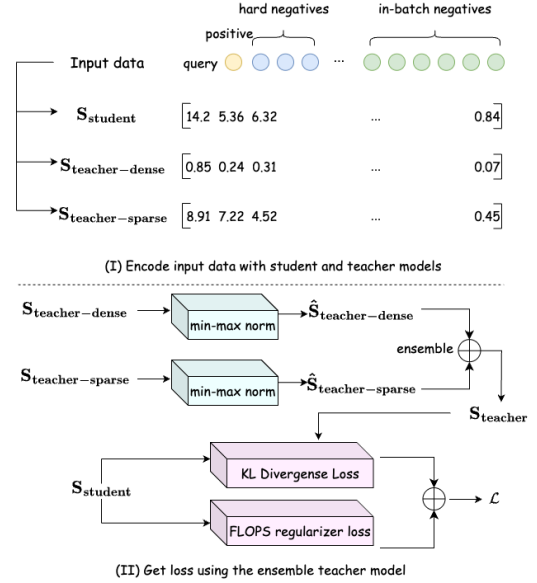 hard negatives
in-batch negatives
positive
Input data
query
...
S_student
[14.2 5.36 6.32 ... 0.84]
S_teacher−dense
[0.85 0.24 0.31 ... 0.07]
S_teacher−sparse
[8.91 7.22 4.52 ... 0.45]
(I) Encode input data with student and teacher models
S_teacher−dense
min-max norm
Ŝ_teacher−dense
ensemble
S_teacher−sparse
min-max norm
Ŝ_teacher−sparse
S_teacher
KL Divergense Loss
S_student
ℒ
FLOPS regularizer loss
(II) Get loss using the ensemble teacher model